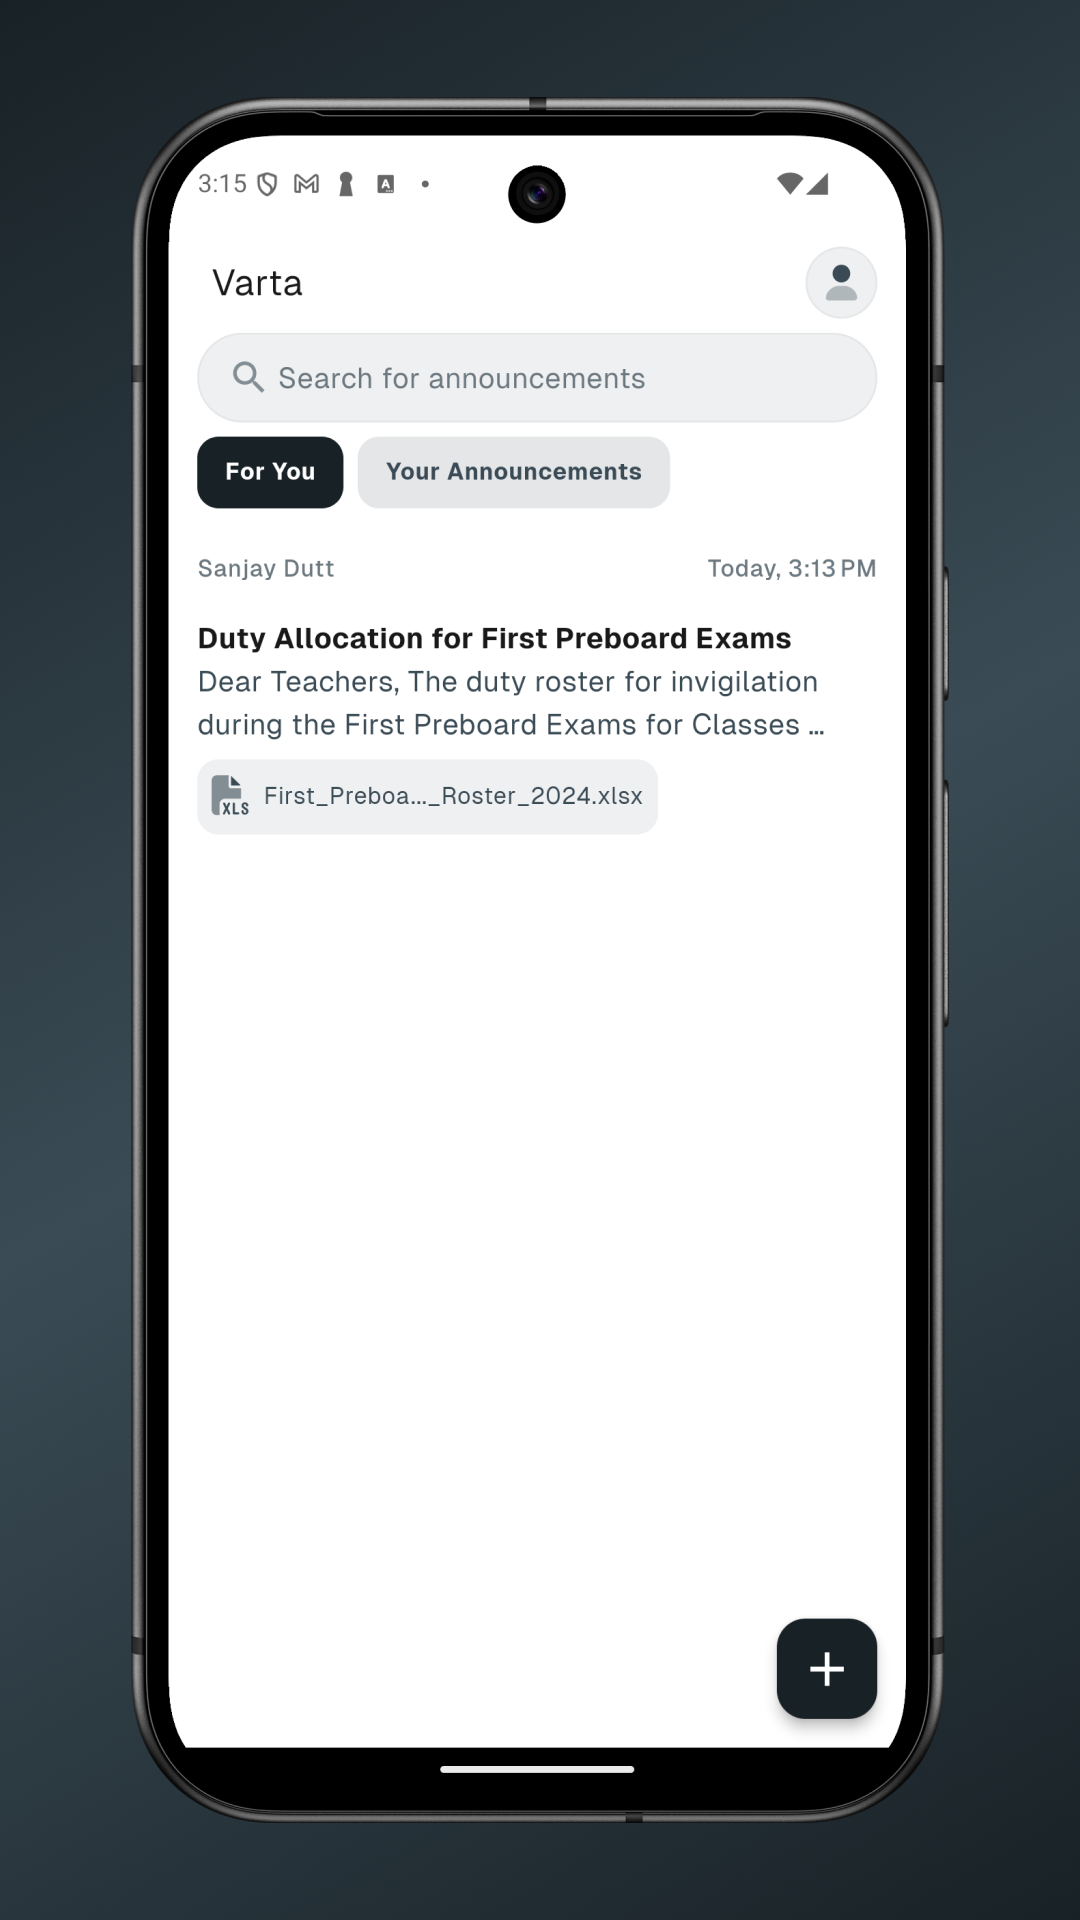 3:15
Varta
Search for announcements
For You
Your Announcements
Sanjay Dutt
Today, 3:13 PM
Duty Allocation for First Preboard Exams
Dear Teachers, The duty roster for invigilation
during the First Preboard Exams for Classes ...
XLS
First_Preboa..._Roster_2024.xlsx